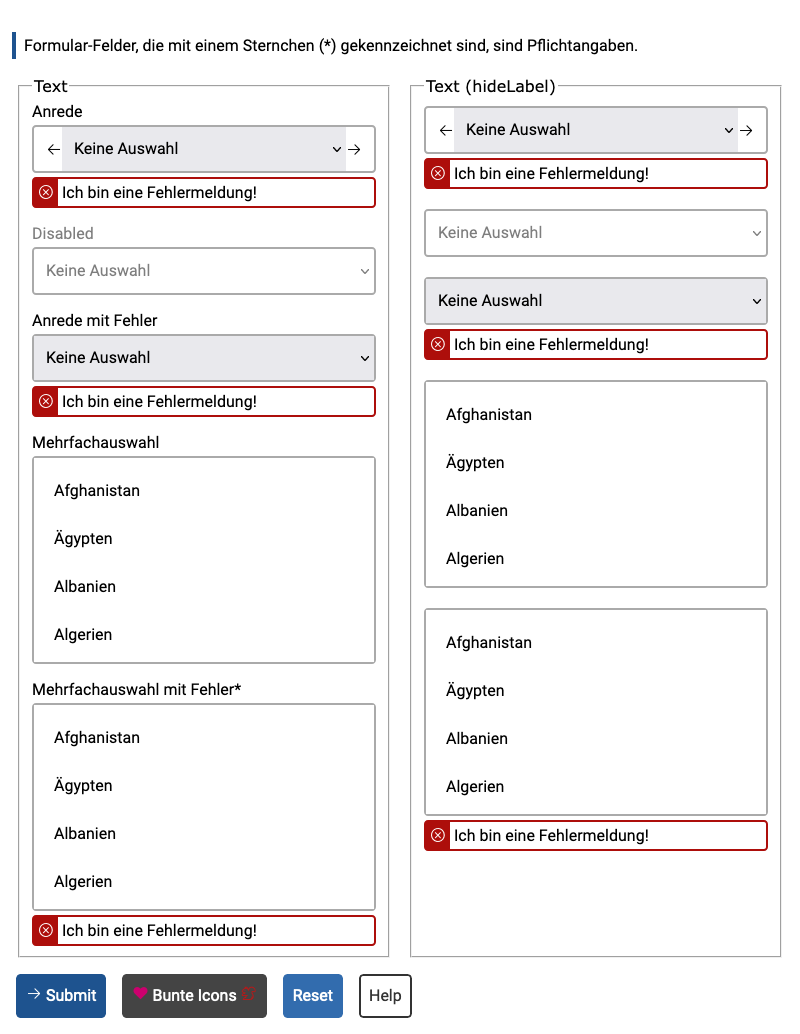 Formular-Felder, die mit einem Sternchen (*) gekennzeichnet sind, sind Pflichtangaben.
Text
Anrede
Keine Auswahl
Ich bin eine Fehlermeldung!
Disabled
Keine Auswahl
Anrede mit Fehler
Keine Auswahl
Ich bin eine Fehlermeldung!
Mehrfachauswahl
Afghanistan
Ägypten
Albanien
Algerien
Mehrfachauswahl mit Fehler*
Afghanistan
Ägypten
Albanien
Algerien
Ich bin eine Fehlermeldung!
Text (hideLabel)
Keine Auswahl
Ich bin eine Fehlermeldung!
Keine Auswahl
Keine Auswahl
Ich bin eine Fehlermeldung!
Afghanistan
Ägypten
Albanien
Algerien
Afghanistan
Ägypten
Albanien
Algerien
Ich bin eine Fehlermeldung!
Submit
Bunte Icons
Reset
Help